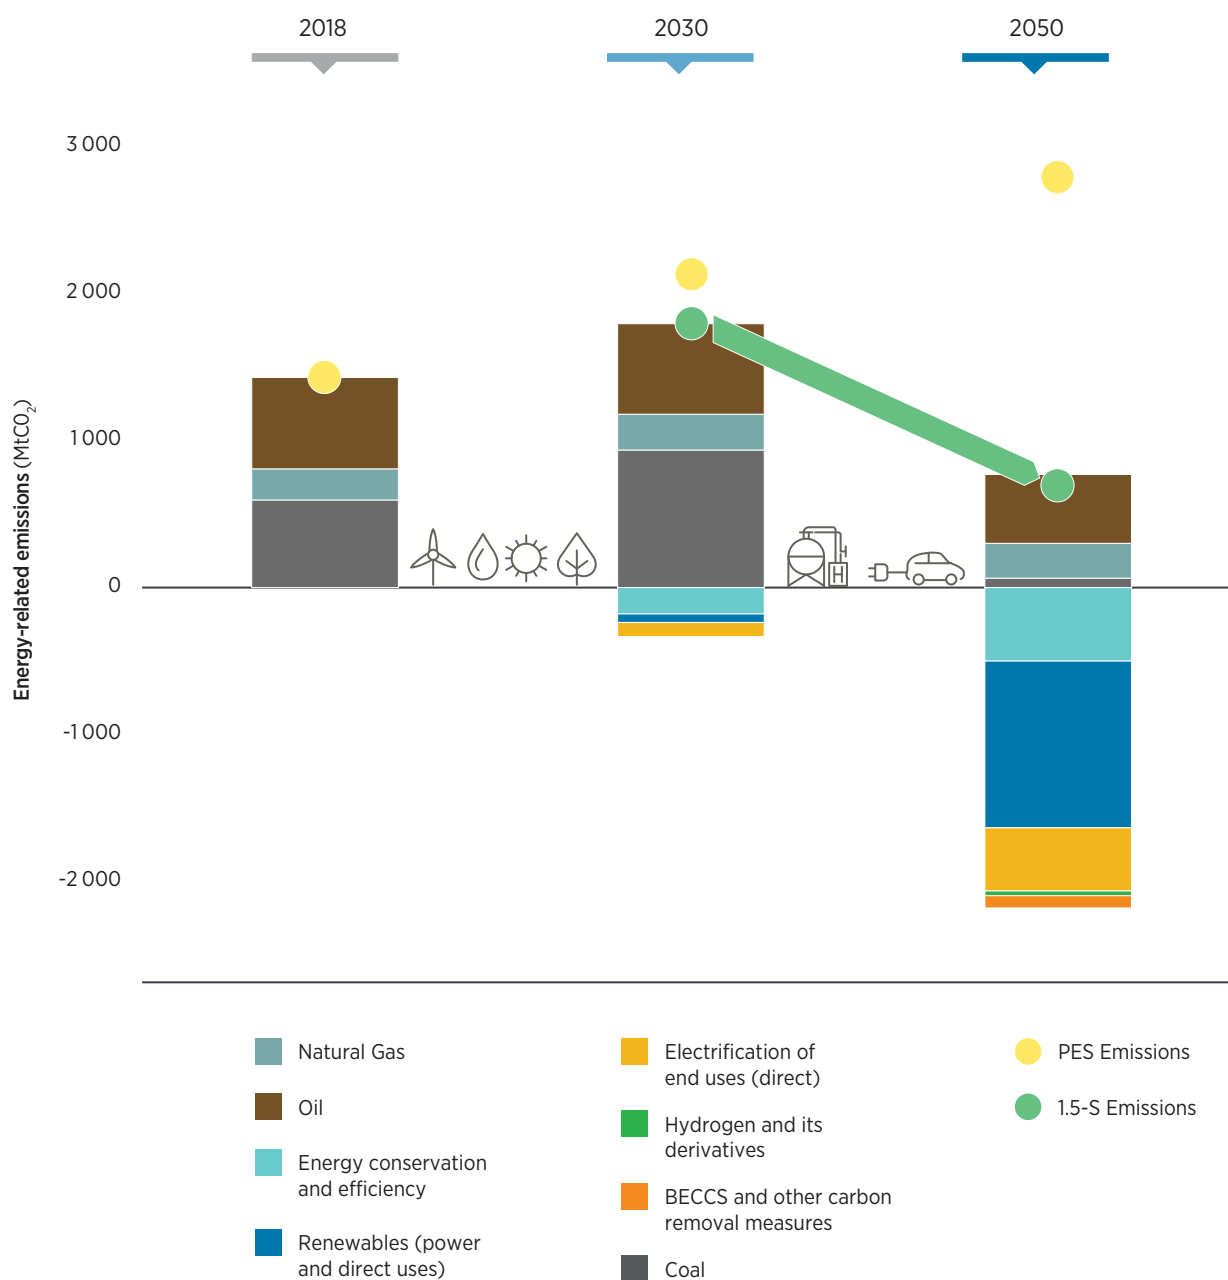 2018
2030
2050
3 000
2 000
1 000
0
-1 000
-2 000
Energy-related emissions (MtCO₂)
H
Natural Gas
Oil
Energy conservation
and efficiency
Renewables (power
and direct uses)
Electrification of
end uses (direct)
Hydrogen and its
derivatives
BECCS and other carbon
removal measures
Coal
PES Emissions
1.5-S Emissions